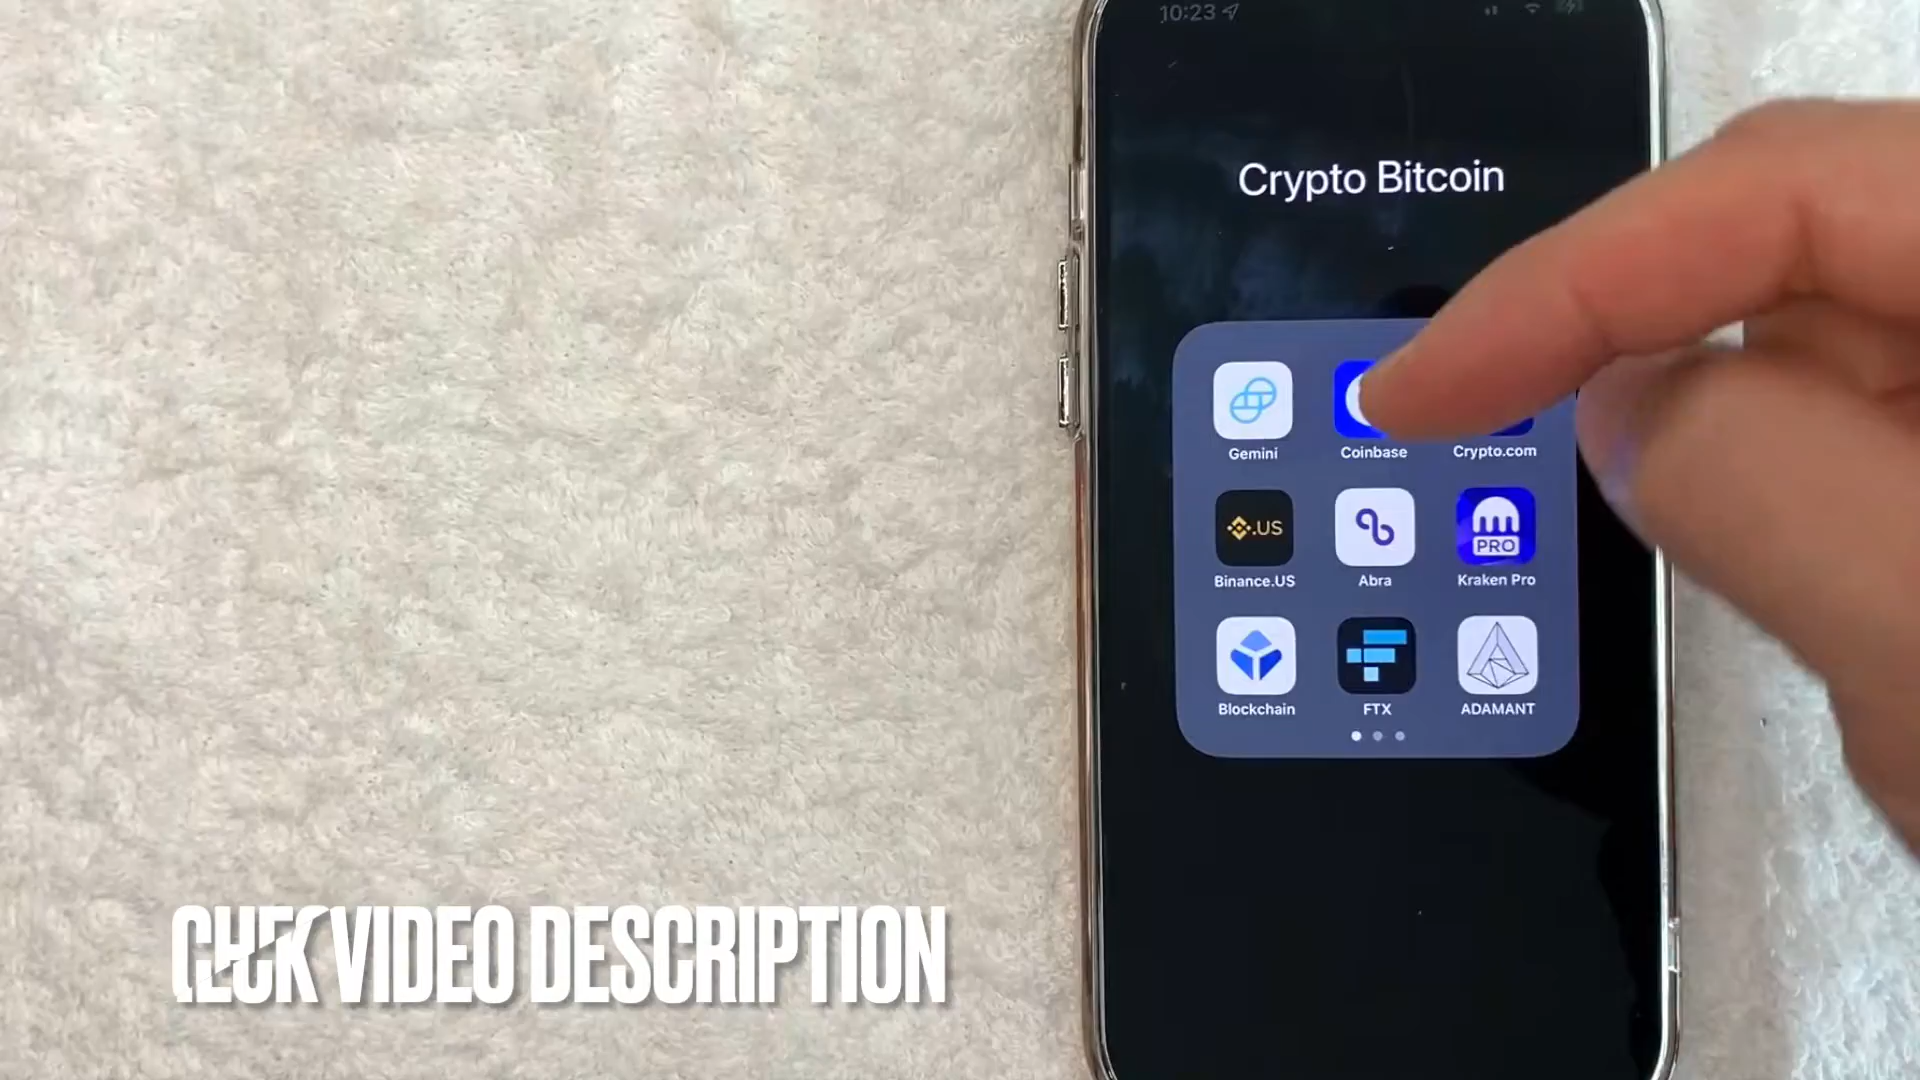 10:23
Crypto Bitcoin
Gemini
Coinbase
Crypto.com
.US
PRO
Binance.US
Abra
Kraken Pro
Blockchain
FTX
ADAMANT
VIDEO DESCRIPTION